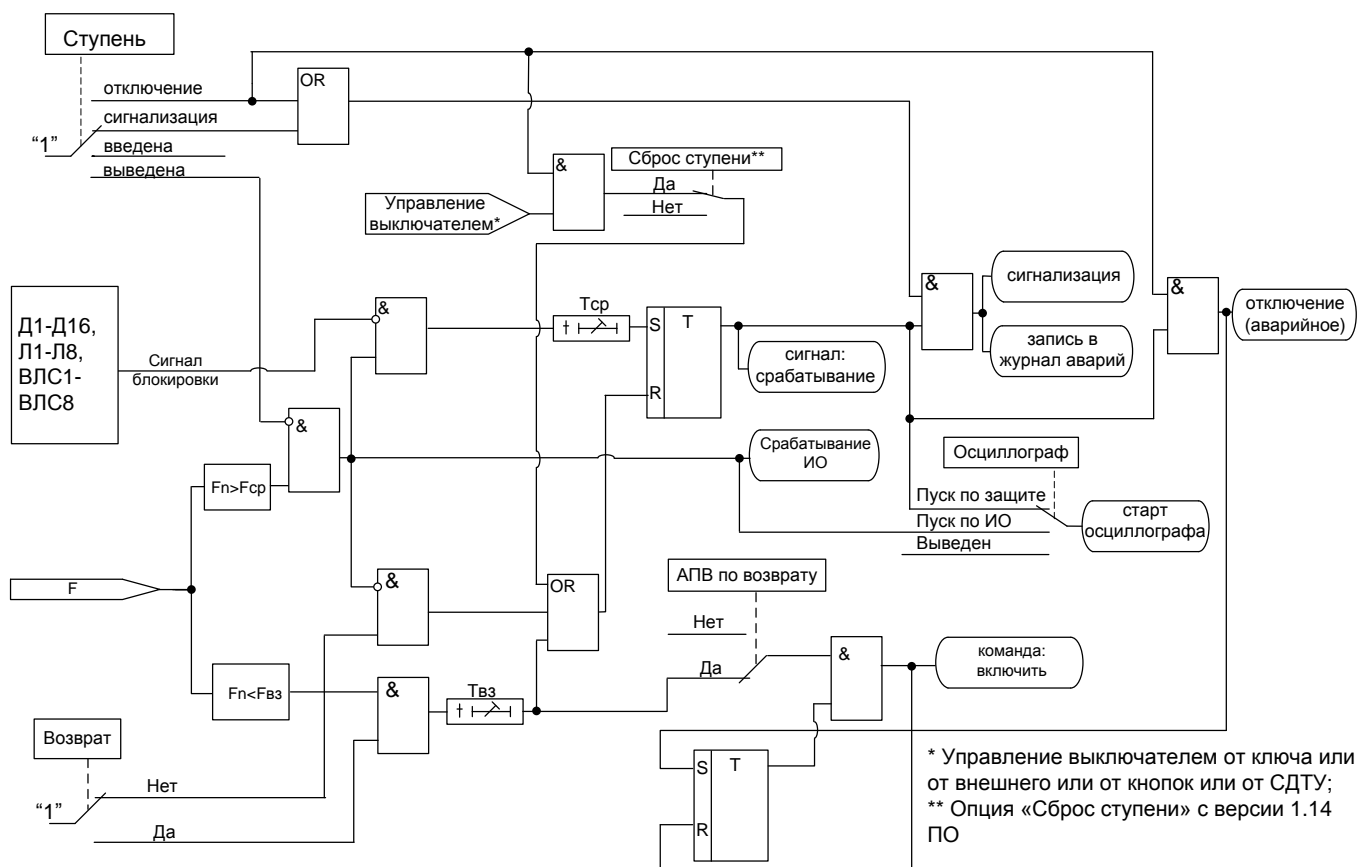 Ступень
отключение
сигнализация
“1”
введена
выведена
OR
&
Сброс ступени**
Да
Нет
Управление
выключателем*
Д1-Д16,
Л1-Л8,
ВЛС1-
ВЛС8
Сигнал
блокировки
&
Тср
S
T
R
сигнал:
срабатывание
&
сигнализация
запись в
журнал аварий
&
отключение
(аварийное)
&
Fn>Fср
Срабатывание
ИО
Осциллограф
Пуск по защите
Пуск по ИО
Выведен
старт
осциллографа
F
&
OR
АПВ по возврату
Нет
Да
&
команда:
включить
Fn<Fвз
&
Твз
Возврат
“1”
Нет
Да
S
T
R
* Управление выключателем от ключа или
от внешнего или от кнопок или от СДТУ;
** Опция «Сброс ступени» с версии 1.14
ПО